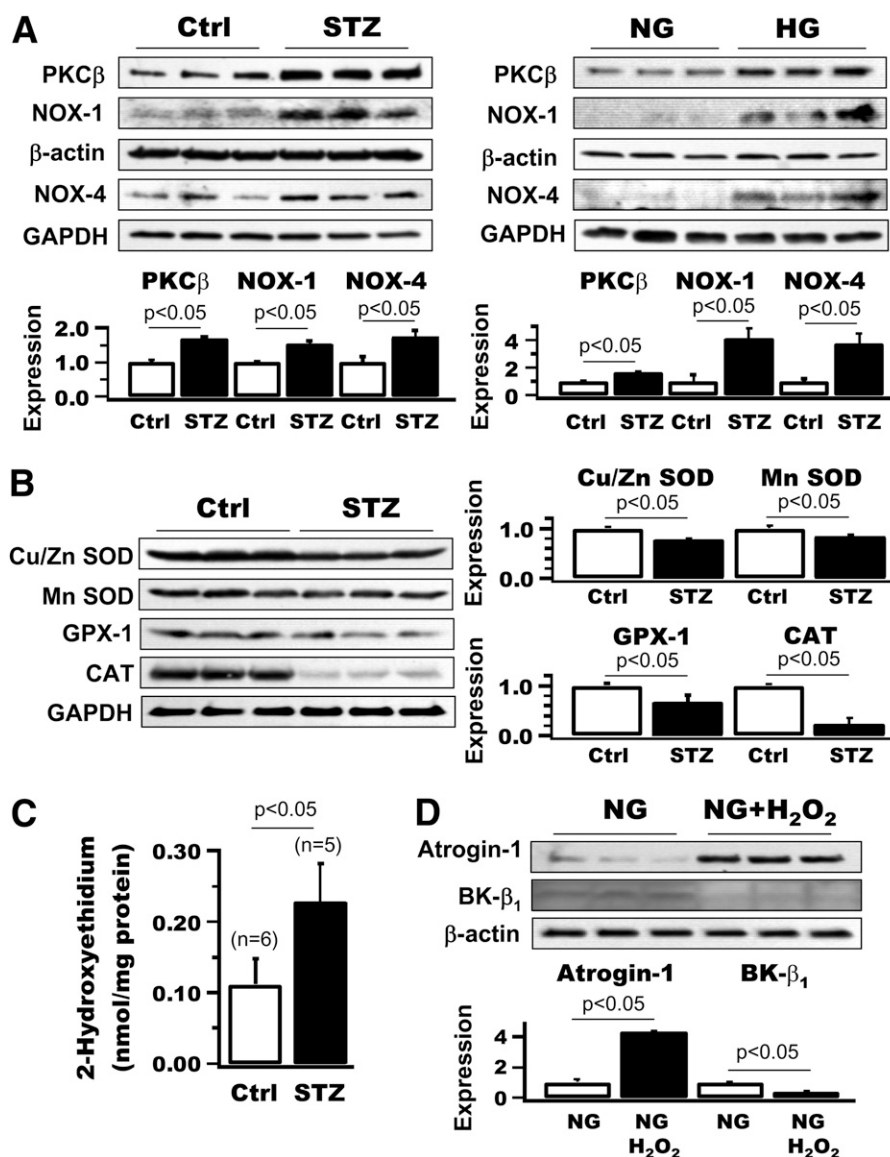 A
Ctrl STZ
PKCβ
NOX-1
β-actin
NOX-4
GAPDH
PKCβ NOX-1 NOX-4
p<0.05 p<0.05 p<0.05
Expression
2.0
1.0
0.0
Ctrl STZ Ctrl STZ Ctrl STZ
NG HG
PKCβ
NOX-1
β-actin
NOX-4
GAPDH
PKCβ NOX-1 NOX-4
p<0.05 p<0.05 p<0.05
Expression
4
2
0
Ctrl STZ Ctrl STZ Ctrl STZ
B
Ctrl STZ
Cu/Zn SOD
Mn SOD
GPX-1
CAT
GAPDH
Cu/Zn SOD Mn SOD
p<0.05 p<0.05
Expression
1.0
0.0
Ctrl STZ Ctrl STZ
GPX-1 CAT
p<0.05 p<0.05
Expression
1.0
0.0
Ctrl STZ Ctrl STZ
C
p<0.05
(n=5)
(n=6)
2-Hydroxyethidium
(nmol/mg protein)
0.30
0.20
0.10
0.00
Ctrl STZ
D
NG NG+H₂O₂
Atrogin-1
BK-β₁
β-actin
Atrogin-1 BK-β₁
p<0.05 p<0.05
Expression
4
2
0
NG NG NG NG
H₂O₂ H₂O₂